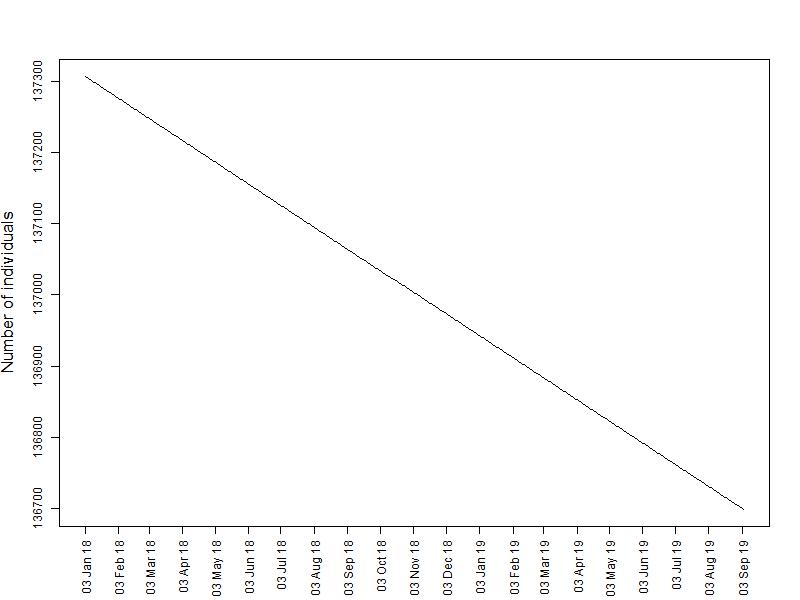 Number of individuals
137300
137200
137100
137000
136900
136800
136700
03 Jan 18
03 Feb 18
03 Mar 18
03 Apr 18
03 May 18
03 Jun 18
03 Jul 18
03 Aug 18
03 Sep 18
03 Oct 18
03 Nov 18
03 Dec 18
03 Jan 19
03 Feb 19
03 Mar 19
03 Apr 19
03 May 19
03 Jun 19
03 Jul 19
03 Aug 19
03 Sep 19